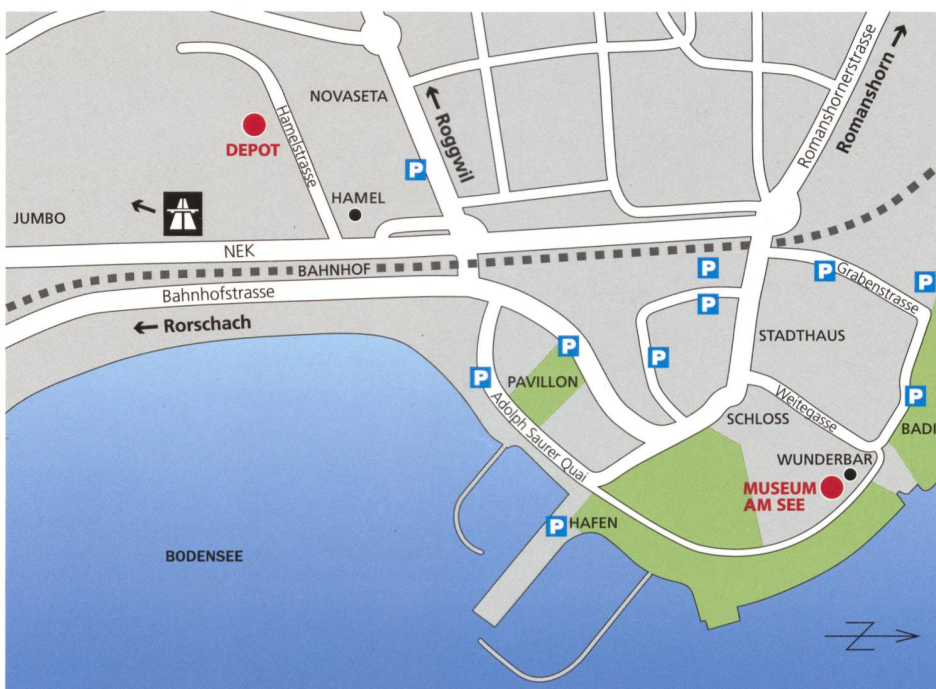 NOVASETA
Romanshornerstrasse
Romanshorn
Roggwil
Hamelstrasse
DEPOT
P
HAMEL
JUMBO
NEK
BAHNHOF
P
P
Grabenstrasse
P
Bahnhofstrasse
P
Rorschach
STADTHAUS
P
P
P
PAVILLON
P
Adolph Saurer Quai
Weitegasse
P
SCHLOSS
BADI
WUNDERBAR
MUSEUM
AM SEE
P
HAFEN
BODENSEE
N